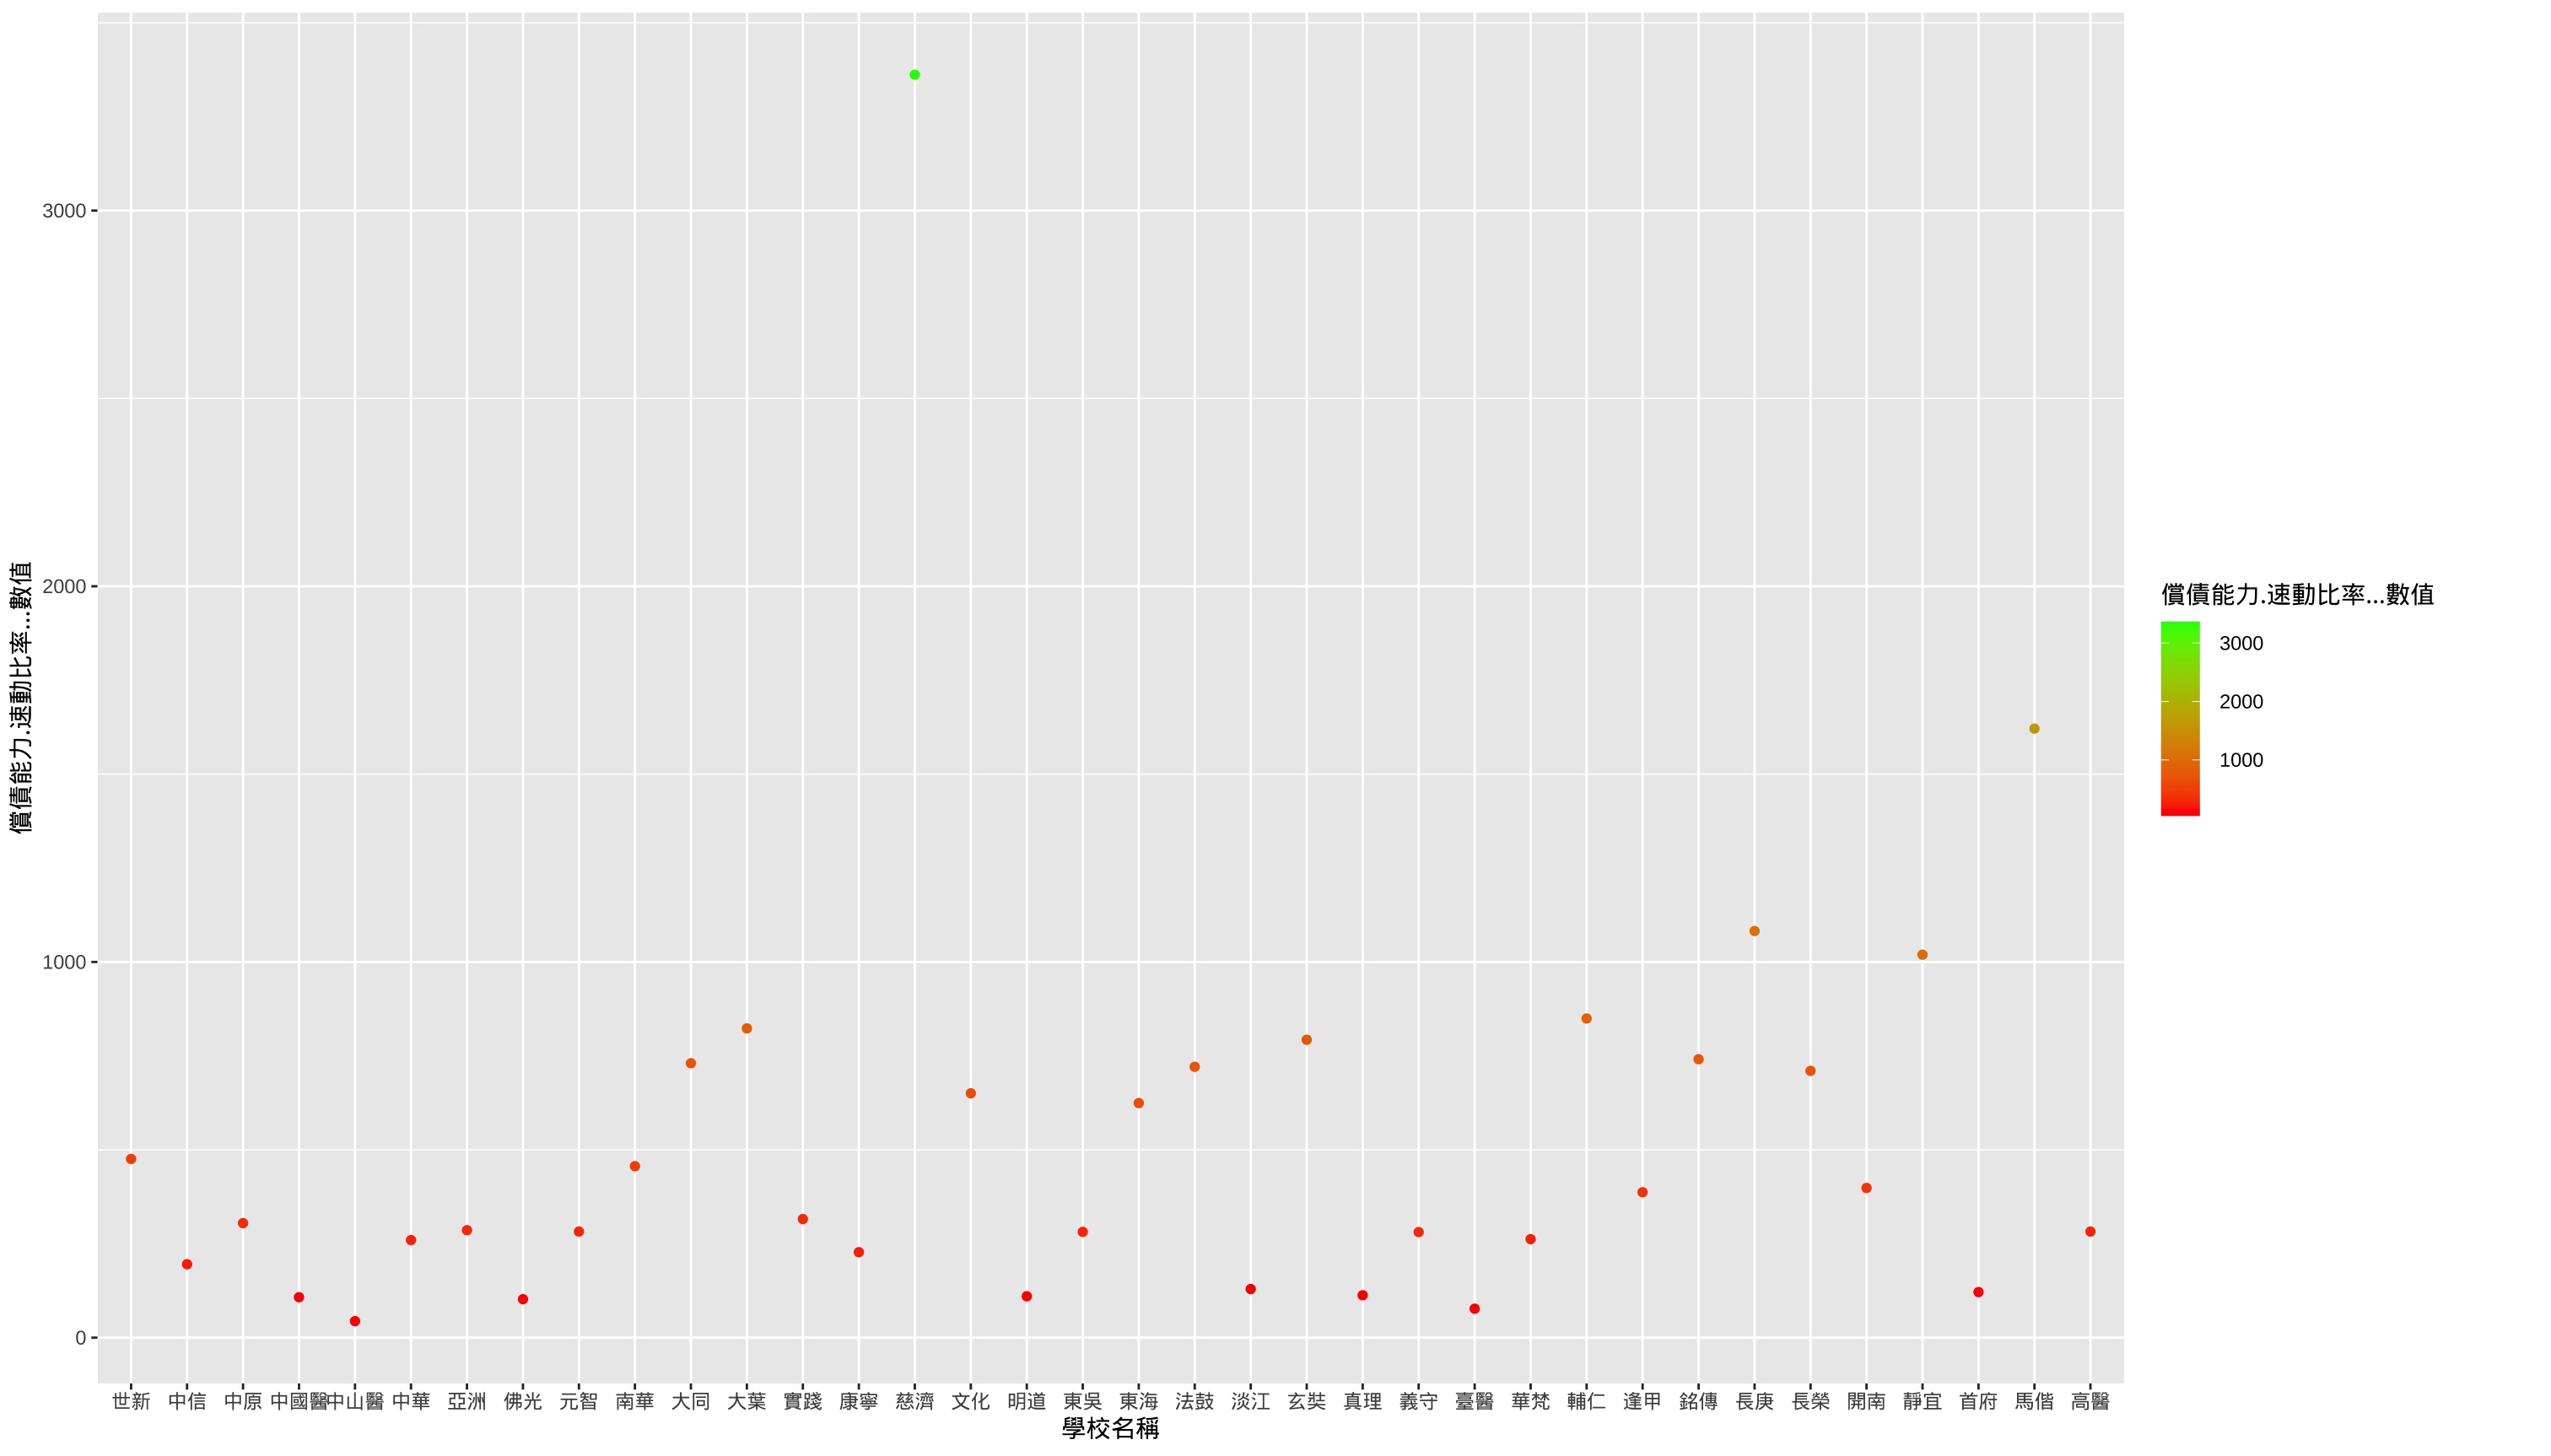 償債能力.速動比率...數值
3000
2000
1000
0
世新 中信 中原 中國醫 中山醫 中華 亞洲 佛光 元智 南華 大同 大葉 實踐 康寧 慈濟 文化 明道 東吳 東海 法鼓 淡江 玄奘 真理 義守 臺醫 華梵 輔仁 逢甲 銘傳 長庚 長榮 開南 靜宜 首府 馬偕 高醫
學校名稱
償債能力.速動比率...數值
3000
2000
1000